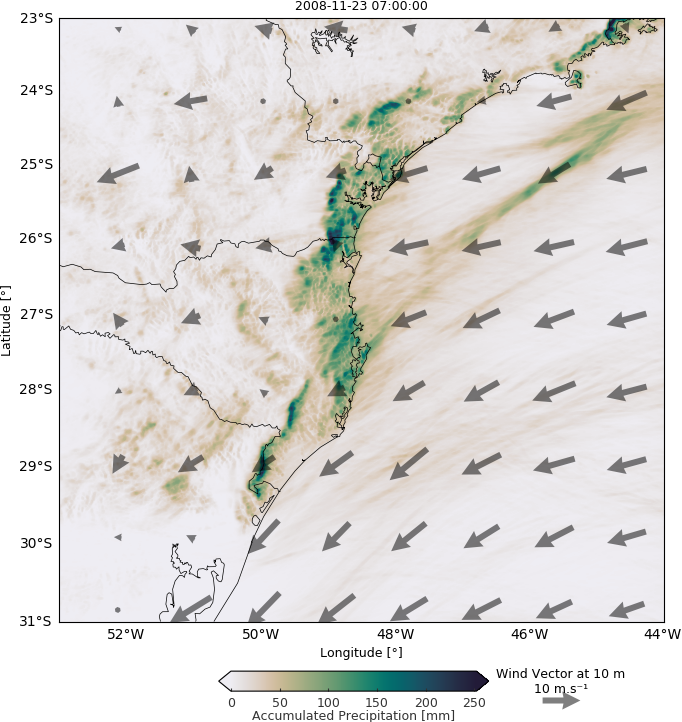 2008-11-23 07:00:00
23°S
24°S
25°S
26°S
27°S
28°S
29°S
30°S
31°S
Latitude [°]
52°W 50°W 48°W 46°W 44°W
Longitude [°]
0 50 100 150 200 250
Accumulated Precipitation [mm]
Wind Vector at 10 m
10 m.s⁻¹